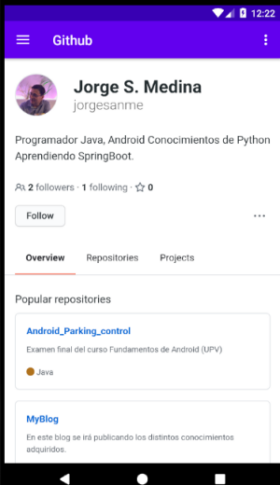 12:22
Github
Jorge S. Medina
jorgesanme
Programador Java, Android Conocimientos de Python
Aprendiendo SpringBoot.
2 followers · 1 following · 0
Follow
Overview Repositories Projects
Popular repositories
Android_Parking_control
Examen final del curso Fundamentos de Android (UPV)
Java
MyBlog
En este blog se irá publicando los distintos conocimientos
adquiridos.